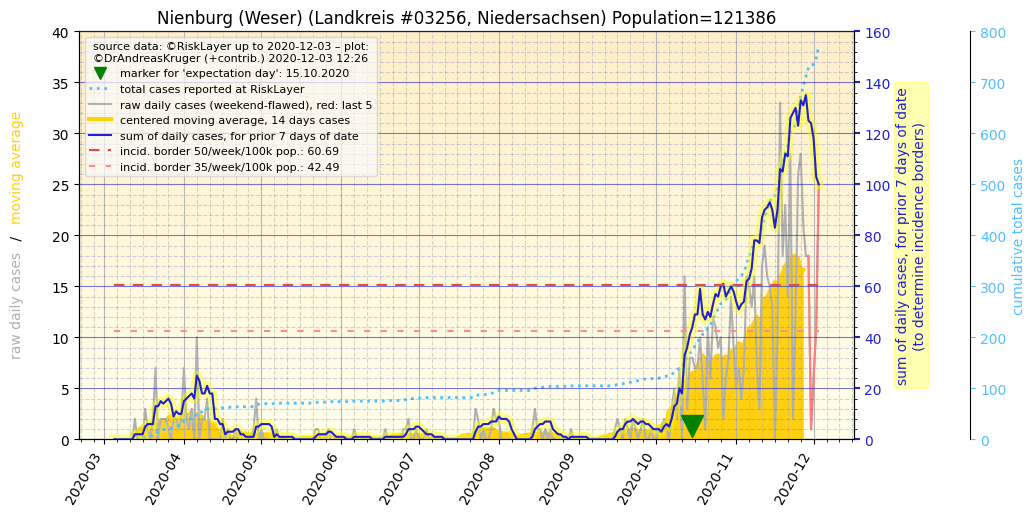 Nienburg (Weser) (Landkreis #03256, Niedersachsen) Population=121386
source data: ©RiskLayer up to 2020-12-03 – plot:
©DrAndreasKruger (+contrib.) 2020-12-03 12:26
marker for 'expectation day': 15.10.2020
total cases reported at RiskLayer
raw daily cases (weekend-flawed), red: last 5
centered moving average, 14 days cases
sum of daily cases, for prior 7 days of date
incid. border 50/week/100k pop.: 60.69
incid. border 35/week/100k pop.: 42.49
raw daily cases / moving average
40
35
30
25
20
15
10
5
0
160
140
120
100
80
60
40
20
0
sum of daily cases, for prior 7 days of date
(to determine incidence borders)
800
700
600
500
400
300
200
100
0
cumulative total cases
2020-03
2020-04
2020-05
2020-06
2020-07
2020-08
2020-09
2020-10
2020-11
2020-12